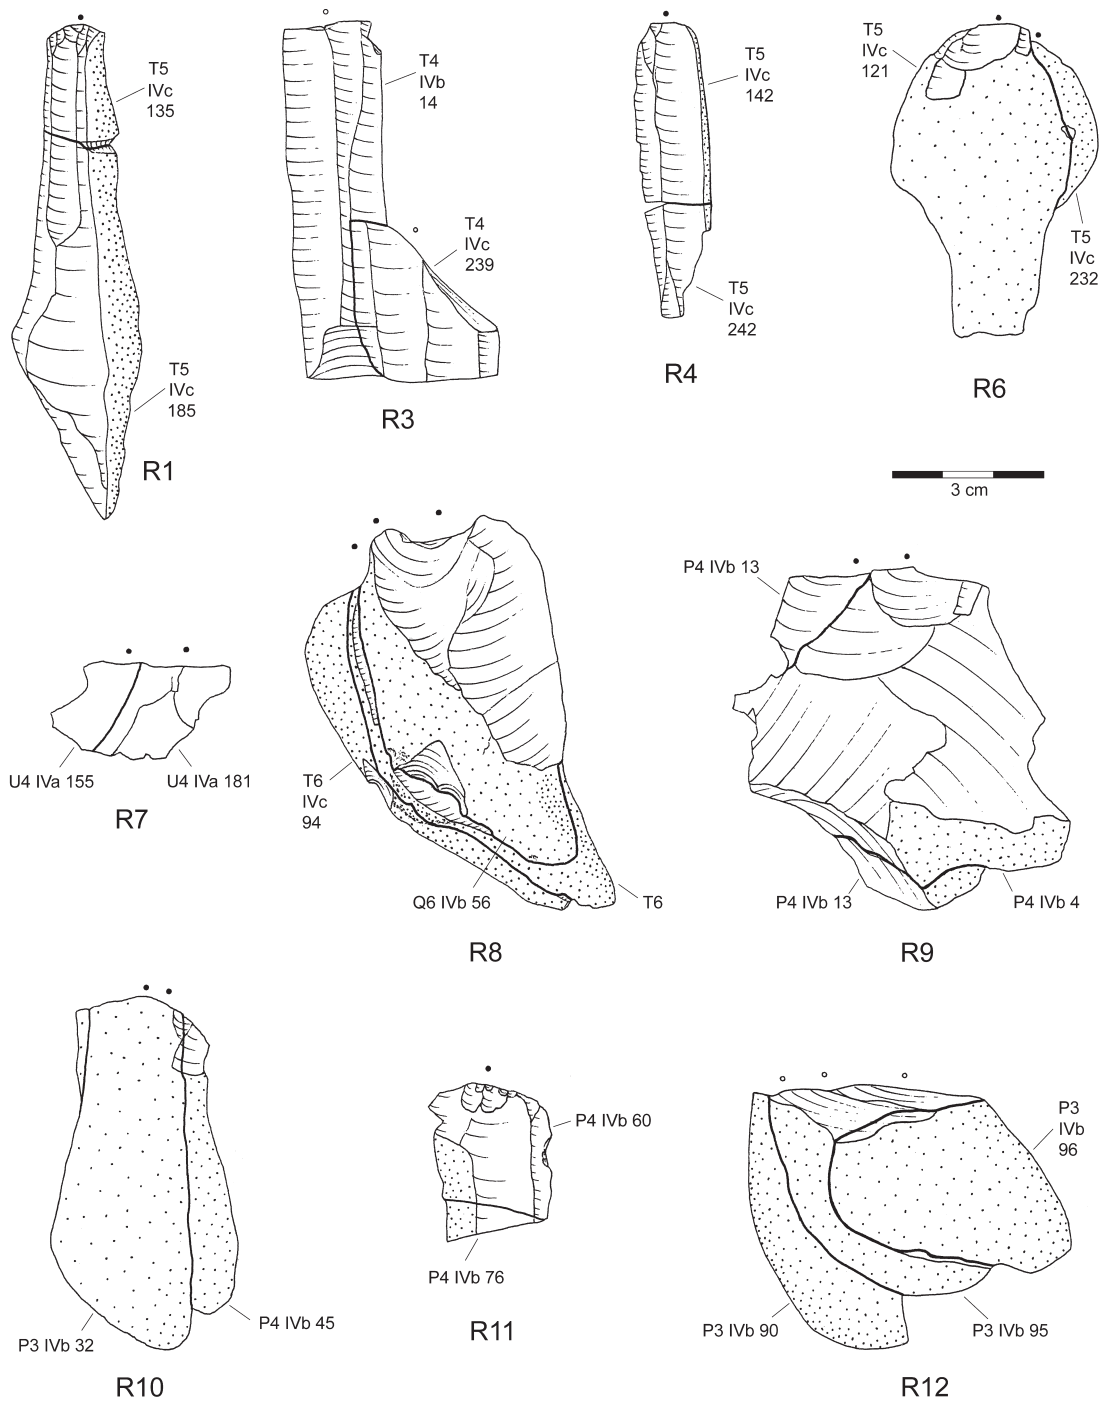 T5
IVc
135
T5
IVc
185
R1
T4
IVb
14
T4
IVc
239
R3
T5
IVc
142
T5
IVc
242
R4
T5
IVc
121
T5
IVc
232
R6
3 cm
U4 IVa 155
U4 IVa 181
R7
T6
IVc
94
Q6 IVb 56
T6
R8
P4 IVb 13
P4 IVb 13
P4 IVb 4
R9
P3 IVb 32
P4 IVb 45
R10
P4 IVb 60
P4 IVb 76
R11
P3
IVb
96
P3 IVb 90
P3 IVb 95
R12